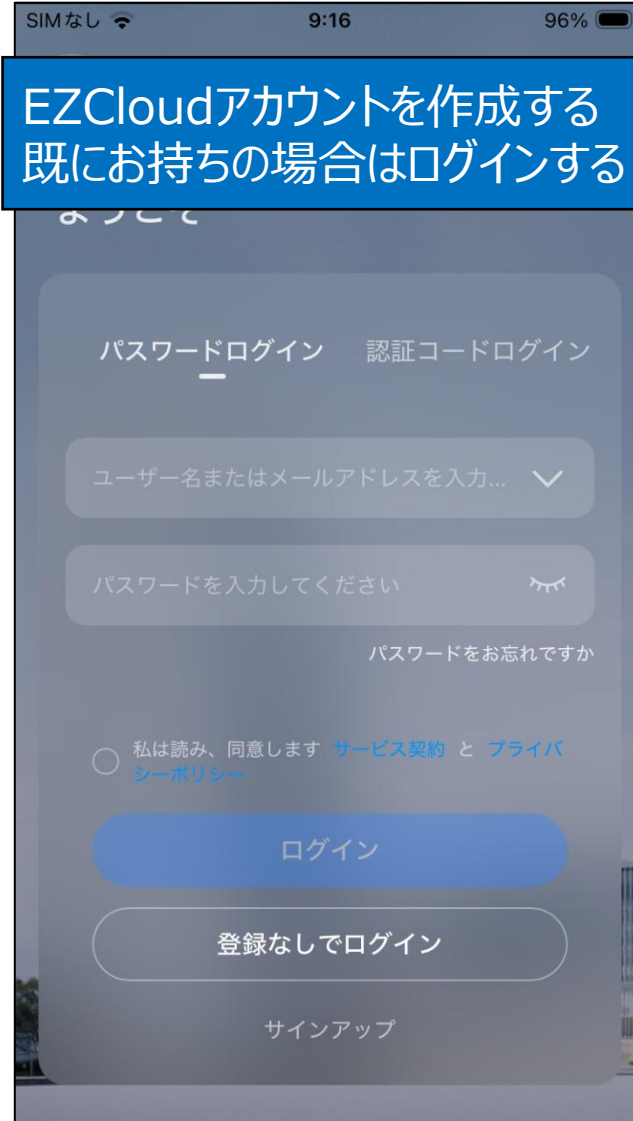 SIMなし 9:16 96%
EZCloudアカウントを作成する
既にお持ちの場合はログインする
ようこそ
パスワードログイン 認証コードログイン
ユーザー名またはメールアドレスを入力...
パスワードを入力してください
パスワードをお忘れですか
私は読み、同意します サービス契約 と プライバ
シーポリシー
ログイン
登録なしでログイン
サインアップ